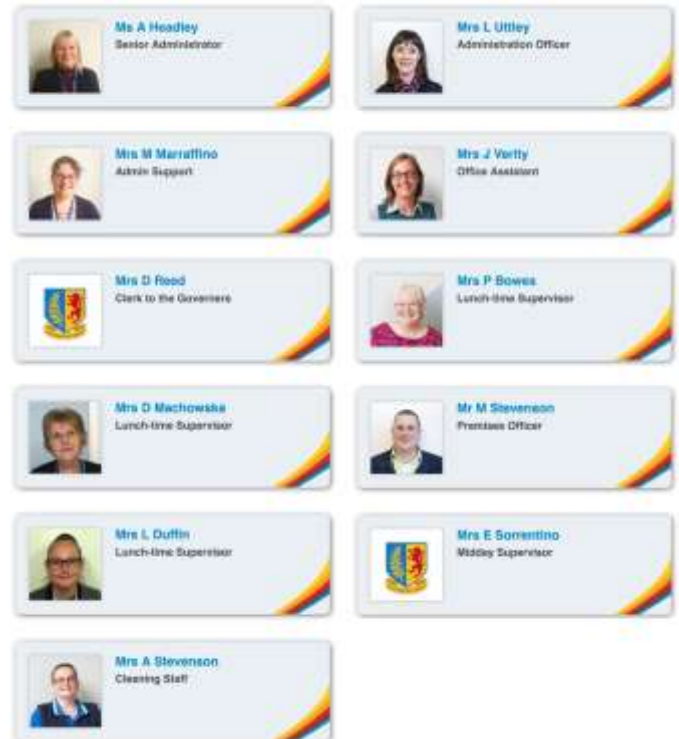 Ms A Headley
Senior Administrator
Mrs L Uttley
Administration Officer
Mrs M Marraffino
Admin Support
Mrs J Verity
Office Assistant
Mrs D Reed
Clerk to the Governers
Mrs P Bowes
Lunch-time Supervisor
Mrs D Machowska
Lunch-time Supervisor
Mr M Stevenson
Premises Officer
Mrs L Duffin
Lunch-time Supervisor
Mrs E Sorrentino
Midday Supervisor
Mrs A Stevenson
Cleaning Staff